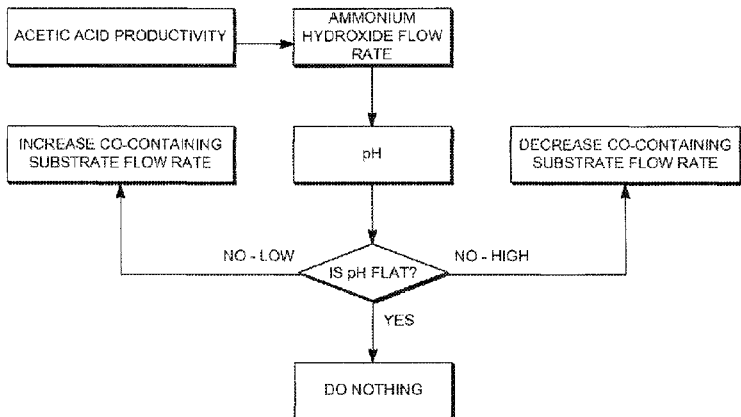 ACETIC ACID PRODUCTIVITY
AMMONIUM
HYDROXIDE FLOW
RATE
INCREASE CO-CONTAINING
SUBSTRATE FLOW RATE
pH
DECREASE CO-CONTAINING
SUBSTRATE FLOW RATE
NO - LOW
IS pH FLAT?
NO - HIGH
YES
DO NOTHING